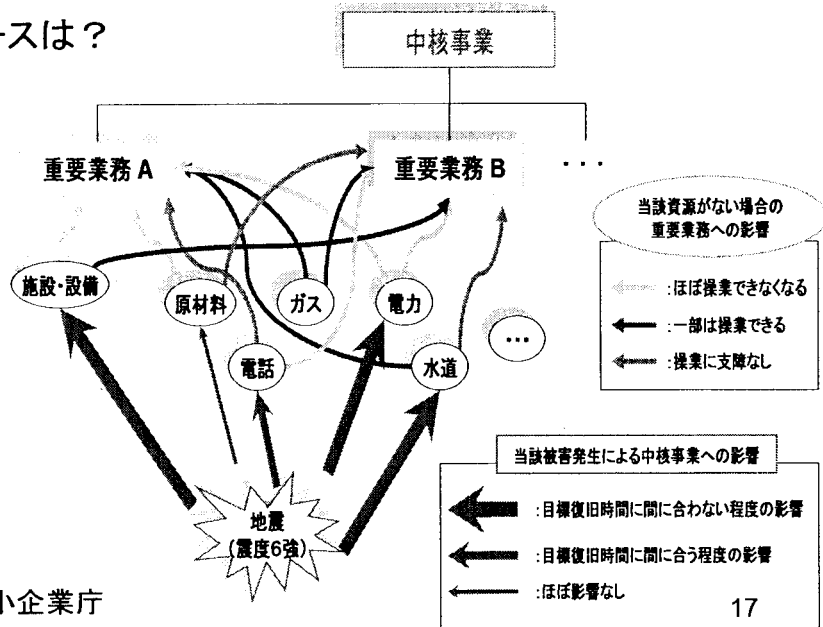 ースは？
中核事業
重要業務 A
重要業務 B
・・・
当該資源がない場合の
重要業務への影響
：ほぼ操業できなくなる
：一部は操業できる
：操業に支障なし
施設・設備
原材料
ガス
電力
電話
水道
…
地震
（震度6強）
当該被害発生による中核事業への影響
：目標復旧時間に間に合わない程度の影響
：目標復旧時間に間に合う程度の影響
：ほぼ影響なし
小企業庁
17